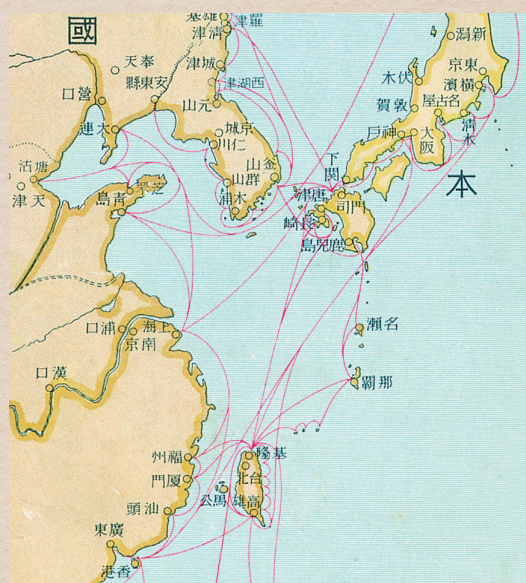 國
羅津
雄基
清津
城津
西湖津
元山
奉天
安東縣
營口
大連
京城
仁川
釜山
群山
木浦
塘沽
天津
芝罘
青島
新潟
東京
伏木
横濱
敦賀
名古屋
清水
神戸
大阪
下関
本
門司
唐津
長崎
鹿兒島
名瀬
那覇
上海
浦口
南京
漢口
福州
廈門
汕頭
廣東
香港
基隆
台北
馬公
高雄